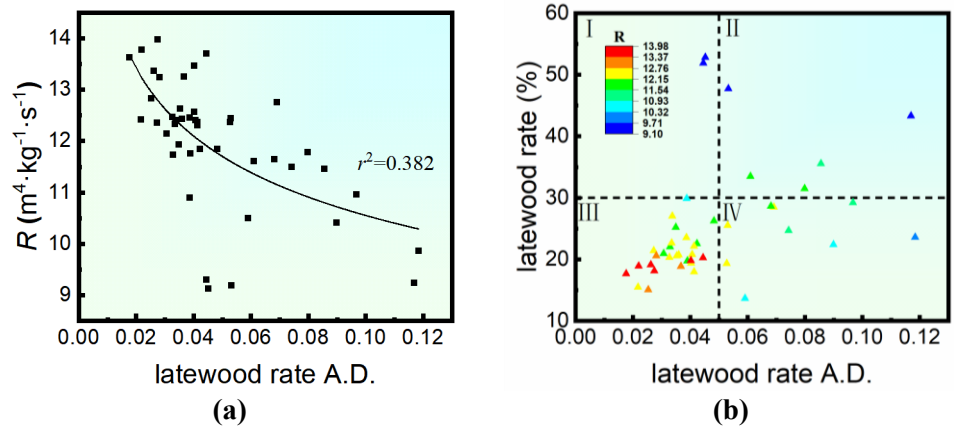 14
13
12
11
10
9
R (m⁴·kg⁻¹·s⁻¹)
r²=0.382
0.00 0.02 0.04 0.06 0.08 0.10 0.12
latewood rate A.D.
(a)
60
50
40
30
20
10
latewood rate (%)
I II
R
13.98
13.37
12.76
12.15
11.54
10.93
10.32
9.71
9.10
III IV
0.00 0.02 0.04 0.06 0.08 0.10 0.12
latewood rate A.D.
(b)